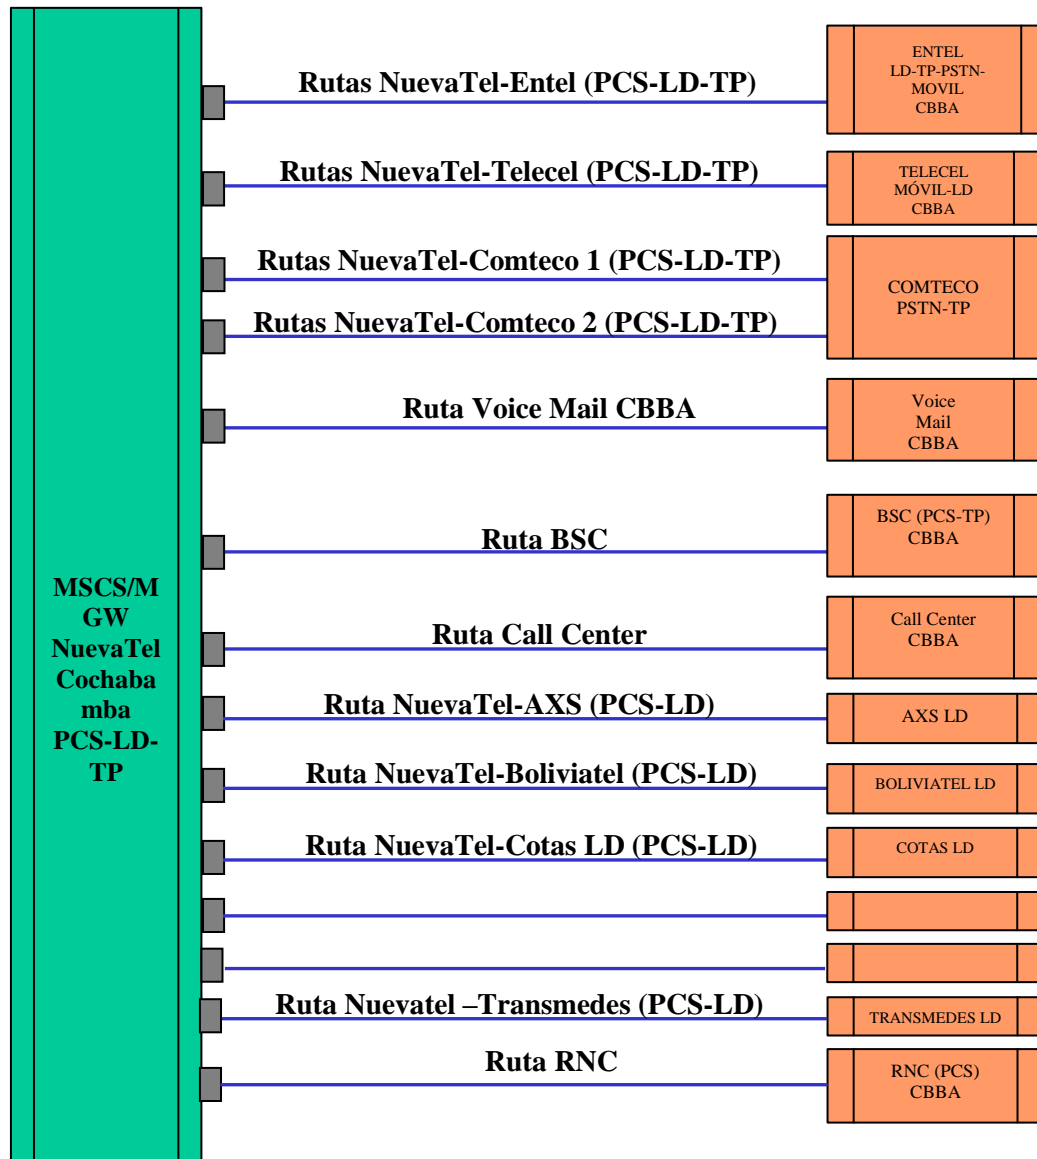 Rutas NuevaTel-Entel (PCS-LD-TP)
ENTEL
LD-TP-PSTN-
MOVIL
CBBA
Rutas NuevaTel-Telecel (PCS-LD-TP)
TELECEL
MÓVIL-LD
CBBA
Rutas NuevaTel-Comteco 1 (PCS-LD-TP)
Rutas NuevaTel-Comteco 2 (PCS-LD-TP)
COMTECO
PSTN-TP
Ruta Voice Mail CBBA
Voice
Mail
CBBA
Ruta BSC
BSC (PCS-TP)
CBBA
MSCS/M
GW
NuevaTel
Cochaba
mba
PCS-LD-
TP
Ruta Call Center
Call Center
CBBA
Ruta NuevaTel-AXS (PCS-LD)
AXS LD
Ruta NuevaTel-Boliviatel (PCS-LD)
BOLIVIATEL LD
Ruta NuevaTel-Cotas LD (PCS-LD)
COTAS LD
Ruta Nuevatel –Transmedes (PCS-LD)
TRANSMEDES LD
Ruta RNC
RNC (PCS)
CBBA